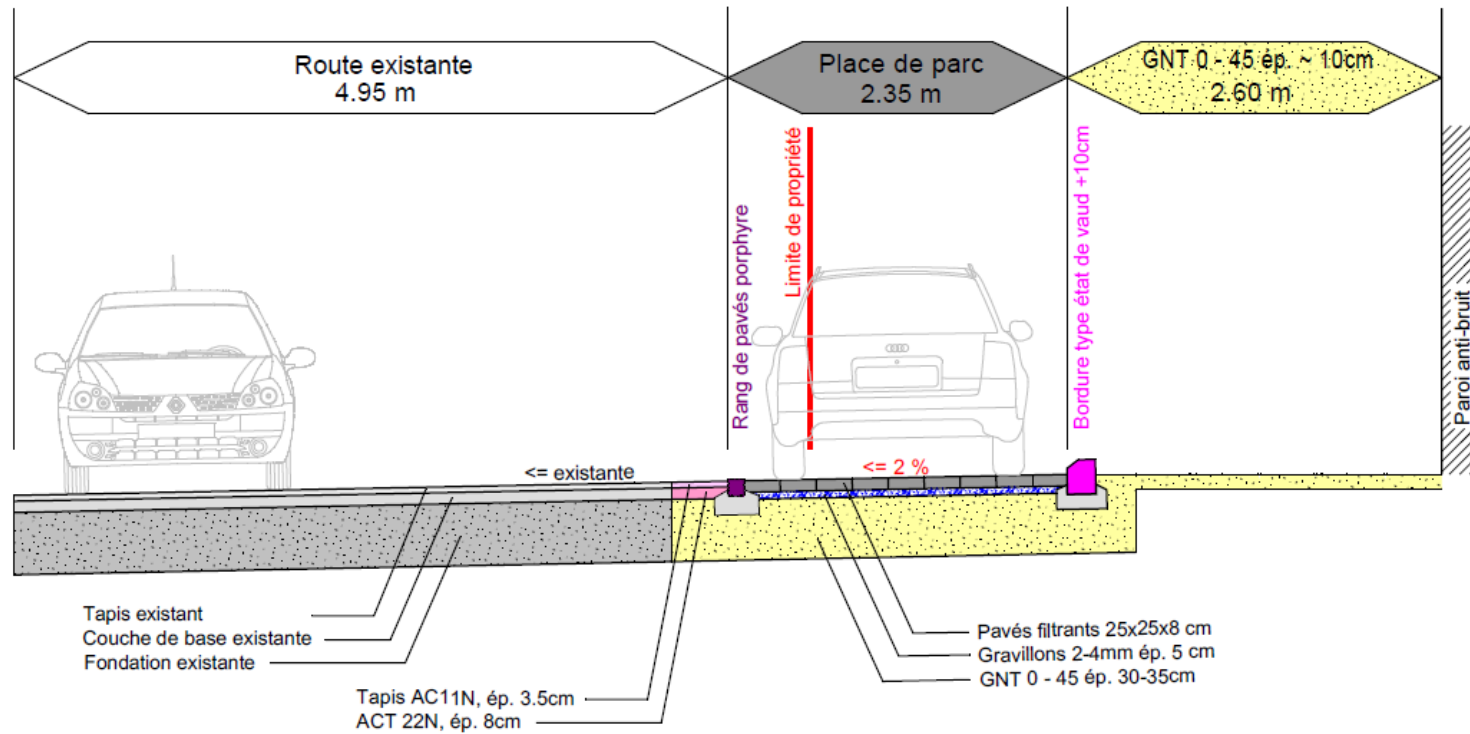 Route existante
4.95 m
Place de parc
2.35 m
GNT 0 - 45 ép. ~ 10cm
2.60 m
Rang de pavés porphyre
Limite de propriété
Bordure type état de vaud +10cm
Paroi anti-bruit
<= existante
<= 2 %
Tapis existant
Couche de base existante
Fondation existante
Tapis AC11N, ép. 3.5cm
ACT 22N, ép. 8cm
Pavés filtrants 25x25x8 cm
Gravillons 2-4mm ép. 5 cm
GNT 0 - 45 ép. 30-35cm